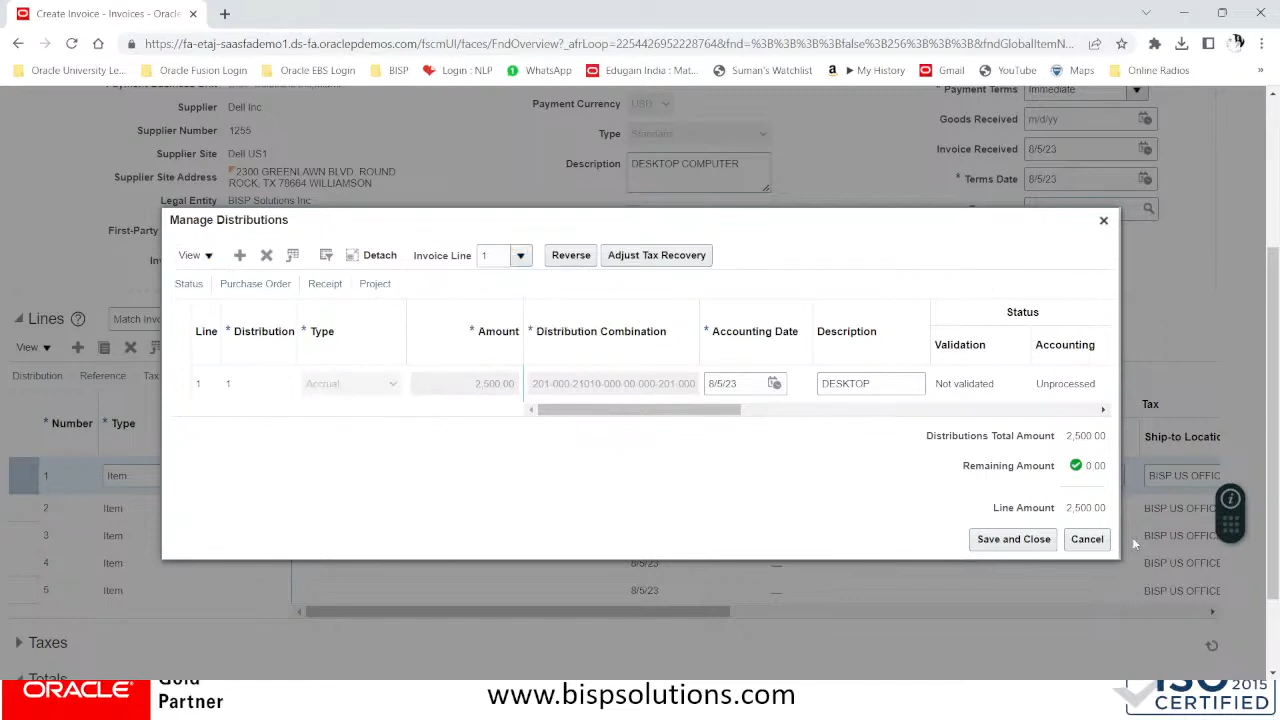 Create Invoice - Invoices - Orac
https://fa-etaj-saasfademo1.ds-fa.oraclepdemos.com/fscmUI/faces/FndOverview?_afrLoop=22544269522287​64&fnd=%3B%3B%3B%3Bfalse%3B256%3B%3B%3B&fndGlobalItemN...
Oracle University Le... Oracle Fusion Login Oracle EBS Login BISP Login : NLP WhatsApp Edugain India : Mat... Suman's Watchlist ► My History Gmail YouTube Maps Online Radios »
* Payment Terms Immediate
Supplier Dell Inc Payment Currency USD
Goods Received m/d/yy
Supplier Number 1255 Type Standard
Invoice Received 8/5/23
Supplier Site Dell US1
Description DESKTOP COMPUTER
Supplier Site Address 2300 GREENLAWN BLVD, ROUND
ROCK, TX 78664 WILLIAMSON
* Terms Date 8/5/23
Legal Entity BISP Solutions Inc
Manage Distributions
First-Party
View Detach Invoice Line 1 Reverse Adjust Tax Recovery
Status Purchase Order Receipt Project
Lines Match Invo
Line * Distribution * Type * Amount * Distribution Combination * Accounting Date Description Status
Validation Accounting
View
Distribution Reference Tax
1 1 Accrual 2,500.00 201-000-21010-000-00-000-201-000 8/5/23 DESKTOP Not validated Unprocessed
Tax
* Number * Type Ship-to Locatio
Distributions Total Amount 2,500.00
Remaining Amount 0.00
1 Item BISP US OFFIC
Line Amount 2,500.00
2 Item BISP US OFFIC
3 Item BISP US OFFIC
Save and Close Cancel
4 Item 8/5/23 BISP US OFFIC
5 Item 8/5/23 BISP US OFFIC
Taxes
Totals
ORACLE Gold
Partner
www.bispsolutions.com
ISO 2015
CERTIFIED